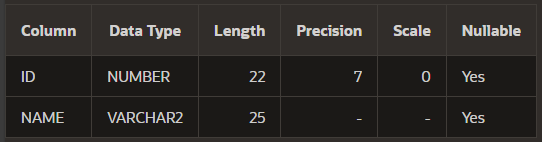 Column Data Type Length Precision Scale Nullable
ID NUMBER 22 7 0 Yes
NAME VARCHAR2 25 - - Yes